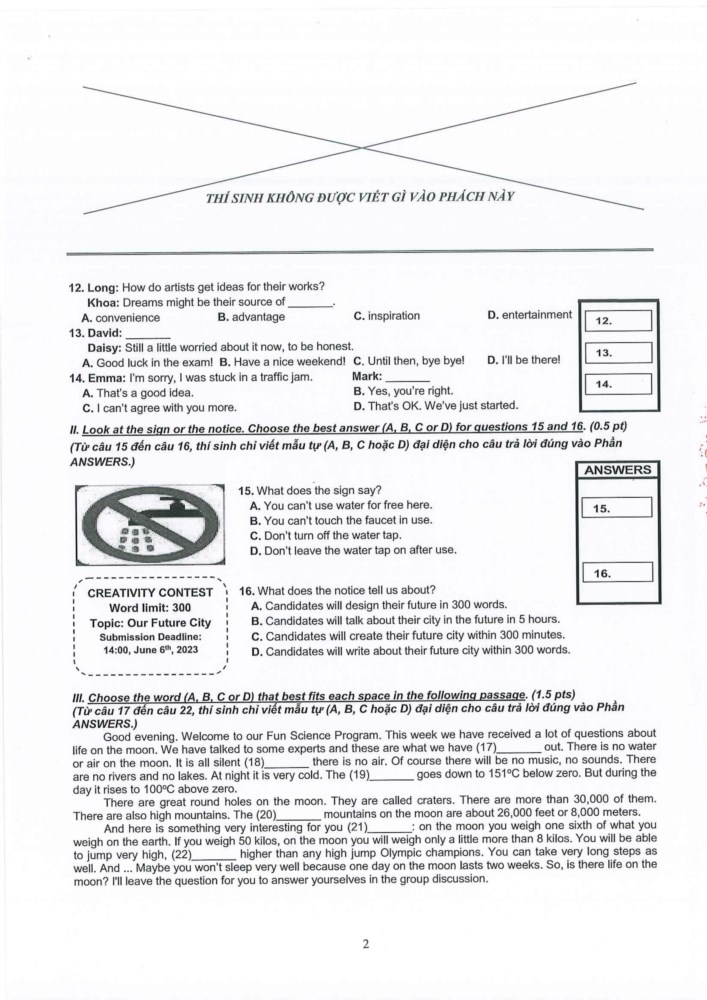 THÍ SINH KHÔNG ĐƯỢC VIẾT GÌ VÀO PHÁCH NÀY
12. Long: How do artists get ideas for their works?
Khoa: Dreams might be their source of _______.
A. convenience B. advantage C. inspiration D. entertainment
12.
13. David: _______
Daisy: Still a little worried about it now, to be honest.
A. Good luck in the exam! B. Have a nice weekend! C. Until then, bye bye! D. I'll be there!
13.
14. Emma: I'm sorry, I was stuck in a traffic jam. Mark: _______
A. That's a good idea. B. Yes, you're right.
C. I can't agree with you more. D. That's OK. We've just started.
14.
II. Look at the sign or the notice. Choose the best answer (A, B, C or D) for questions 15 and 16. (0.5 pt)
(Từ câu 15 đến câu 16, thí sinh chỉ viết mẫu tự (A, B, C hoặc D) đại diện cho câu trả lời đúng vào Phần
ANSWERS.)
ANSWERS
15. What does the sign say?
A. You can't use water for free here.
B. You can't touch the faucet in use.
C. Don't turn off the water tap.
D. Don't leave the water tap on after use.
15.
CREATIVITY CONTEST
Word limit: 300
Topic: Our Future City
Submission Deadline:
14:00, June 6th, 2023
16. What does the notice tell us about?
A. Candidates will design their future in 300 words.
B. Candidates will talk about their city in the future in 5 hours.
C. Candidates will create their future city within 300 minutes.
D. Candidates will write about their future city within 300 words.
16.
III. Choose the word (A, B, C or D) that best fits each space in the following passage. (1.5 pts)
(Từ câu 17 đến câu 22, thí sinh chỉ viết mẫu tự (A, B, C hoặc D) đại diện cho câu trả lời đúng vào Phần
ANSWERS.)
Good evening. Welcome to our Fun Science Program. This week we have received a lot of questions about
life on the moon. We have talked to some experts and these are what we have (17)_______ out. There is no water
or air on the moon. It is all silent (18)_______ there is no air. Of course there will be no music, no sounds. There
are no rivers and no lakes. At night it is very cold. The (19)_______ goes down to 151ºC below zero. But during the
day it rises to 100ºC above zero.
There are great round holes on the moon. They are called craters. There are more than 30,000 of them.
There are also high mountains. The (20)_______ mountains on the moon are about 26,000 feet or 8,000 meters.
And here is something very interesting for you (21)_______: on the moon you weigh one sixth of what you
weigh on the earth. If you weigh 50 kilos, on the moon you will weigh only a little more than 8 kilos. You will be able
to jump very high, (22)_______ higher than any high jump Olympic champions. You can take very long steps as
well. And ... Maybe you won't sleep very well because one day on the moon lasts two weeks. So, is there life on the
moon? I'll leave the question for you to answer yourselves in the group discussion.
2